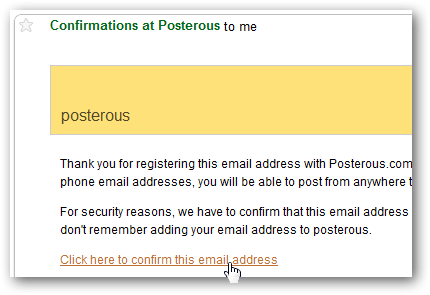 Confirmations at Posterous to me
posterous
Thank you for registering this email address with Posterous.com
phone email addresses, you will be able to post from anywhere t
For security reasons, we have to confirm that this email address
don't remember adding your email address to posterous.
Click here to confirm this email address